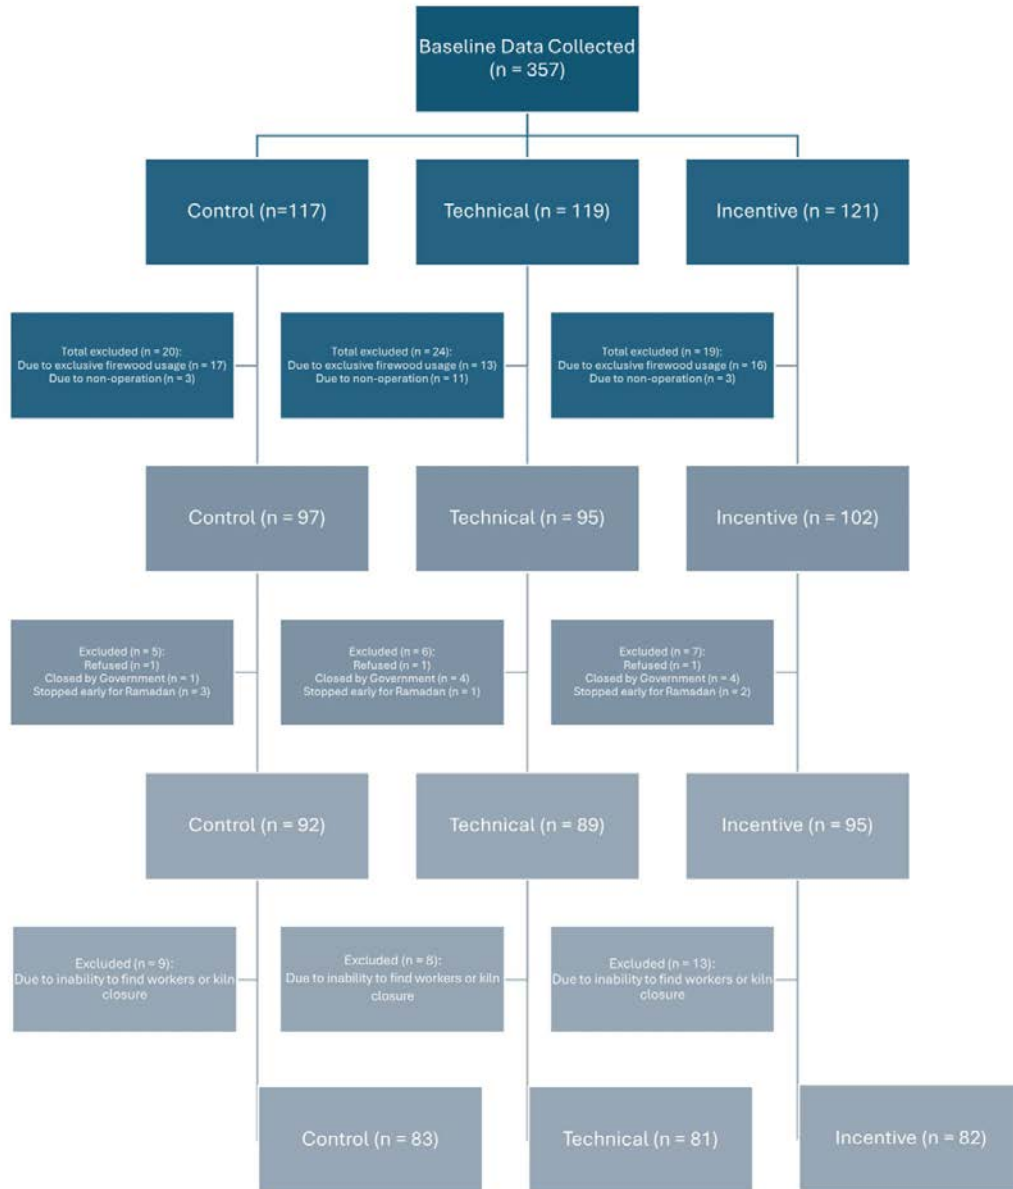 Baseline Data Collected
(n = 357)
Control (n=117)
Technical (n = 119)
Incentive (n = 121)
Total excluded (n = 20):
Due to exclusive firewood usage (n = 17)
Due to non-operation (n = 3)
Total excluded (n = 24):
Due to exclusive firewood usage (n = 13)
Due to non-operation (n = 11)
Total excluded (n = 19):
Due to exclusive firewood usage (n = 16)
Due to non-operation (n = 3)
Control (n = 97)
Technical (n = 95)
Incentive (n = 102)
Excluded (n = 5):
Refused (n =1)
Closed by Government (n = 1)
Stopped early for Ramadan (n = 3)
Excluded (n = 6):
Refused (n = 1)
Closed by Government (n = 4)
Stopped early for Ramadan (n = 1)
Excluded (n = 7):
Refused (n = 1)
Closed by Government (n = 4)
Stopped early for Ramadan (n = 2)
Control (n = 92)
Technical (n = 89)
Incentive (n = 95)
Excluded (n = 9):
Due to inability to find workers or kiln
closure
Excluded (n = 8):
Due to inability to find workers or kiln
closure
Excluded (n = 13):
Due to inability to find workers or kiln
closure
Control (n = 83)
Technical (n = 81)
Incentive (n = 82)